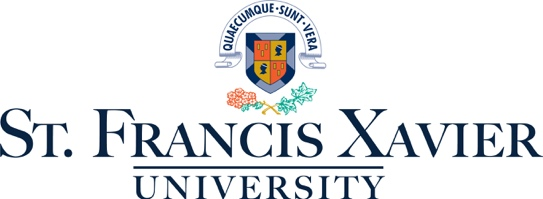 QUAECUMQUE·SUNT·VERA
ST. FRANCIS XAVIER
UNIVERSITY